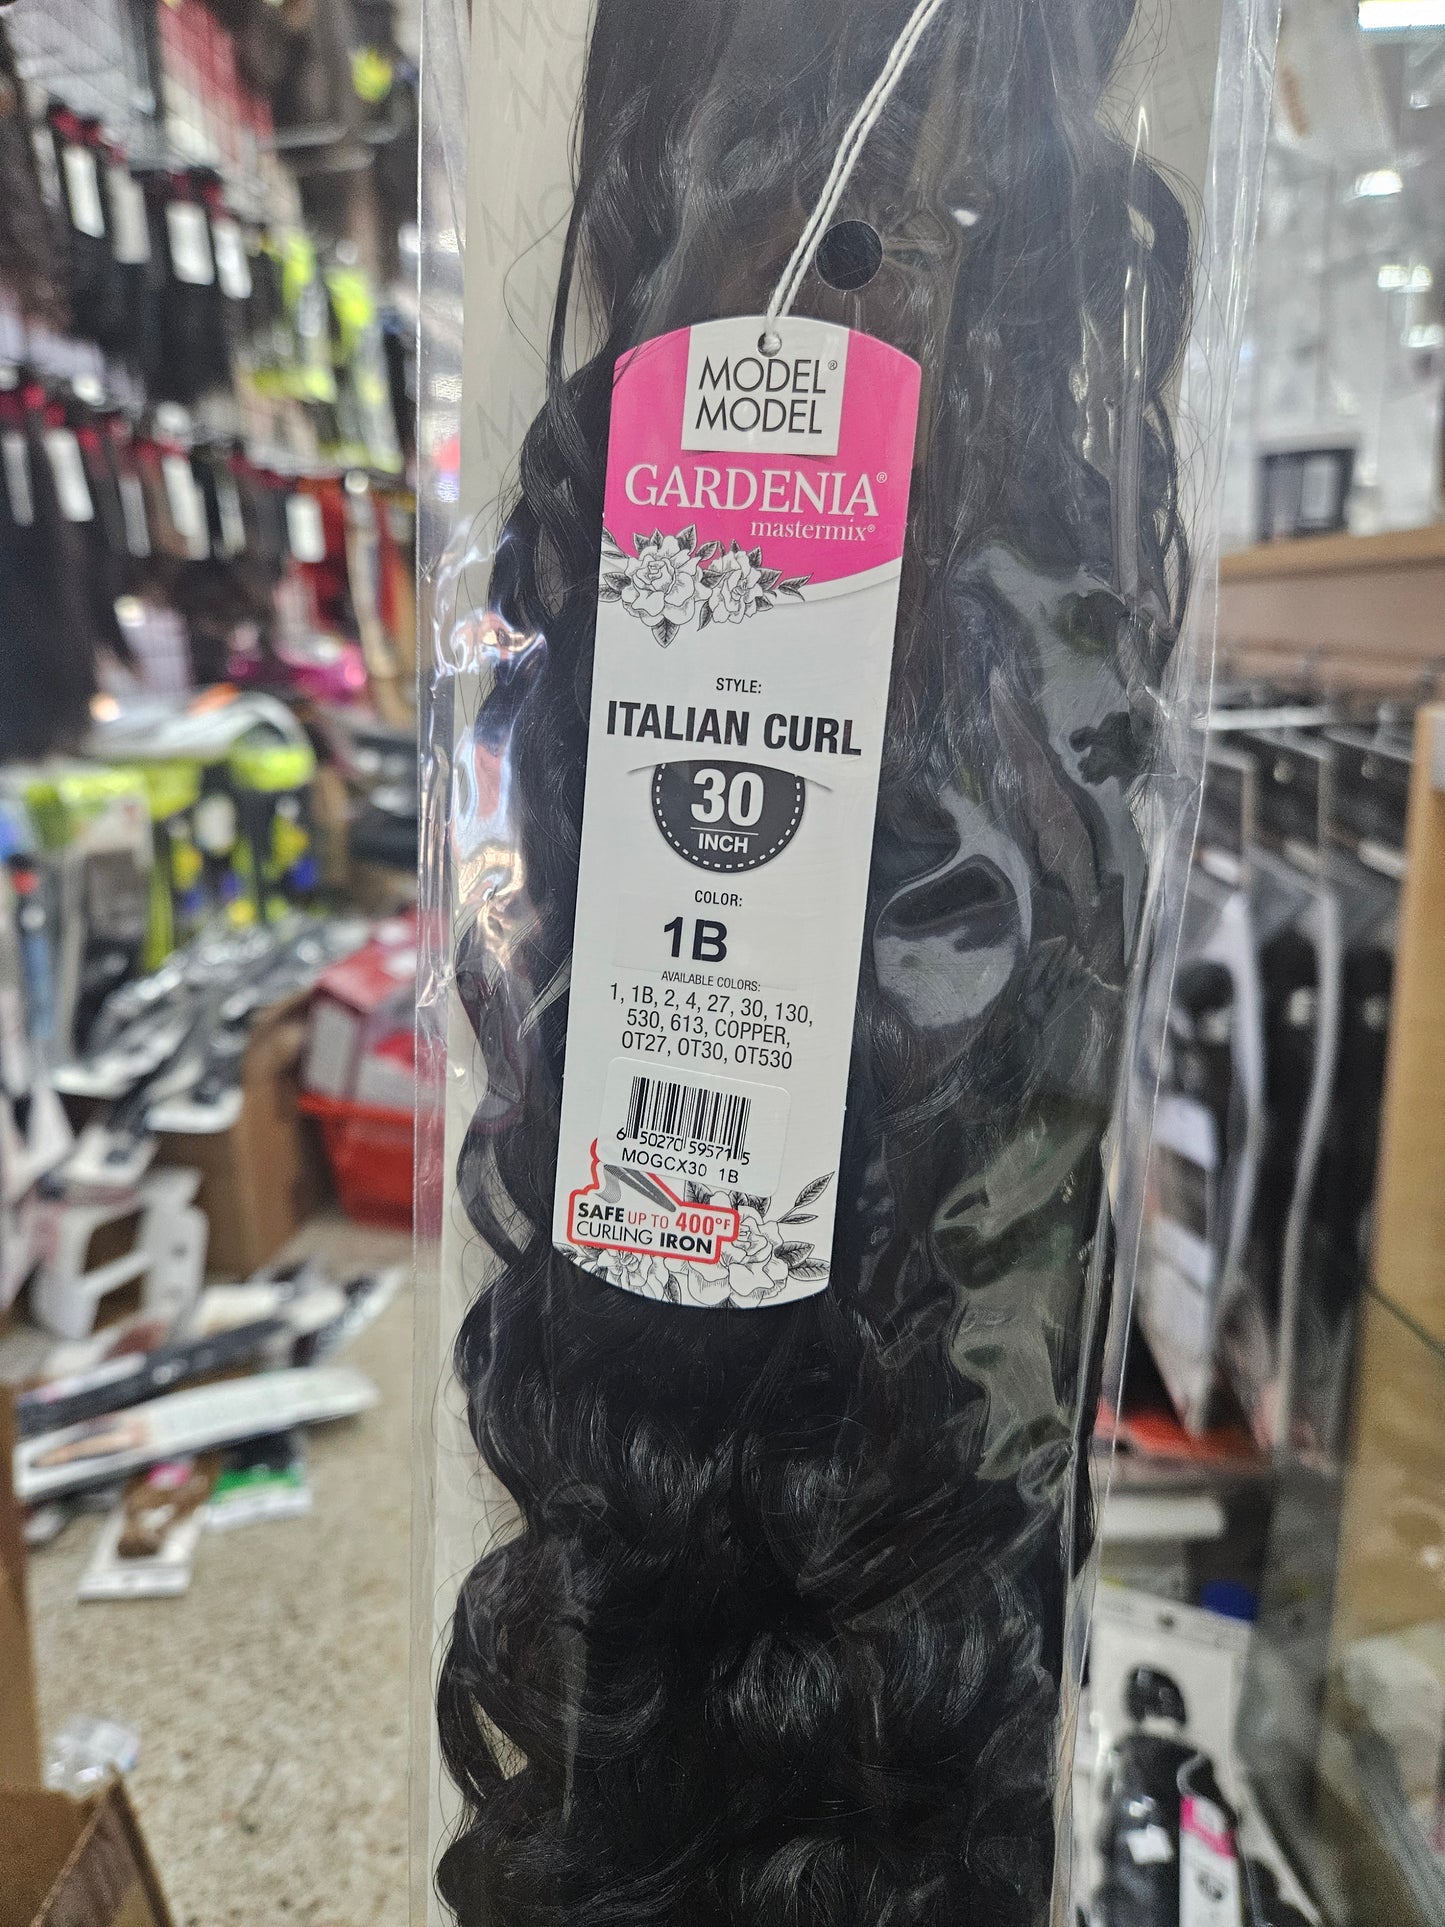 MODEL®
MODEL
GARDENIA®
mastermix®
STYLE:
ITALIAN CURL
30
INCH
COLOR:
1B
AVAILABLE COLORS:
1, 1B, 2, 4, 27, 30, 130,
530, 613, COPPER,
OT27, OT30, OT530
6 50270 59571 5
MOGCX30 1B
SAFE UP TO 400°F
CURLING IRON